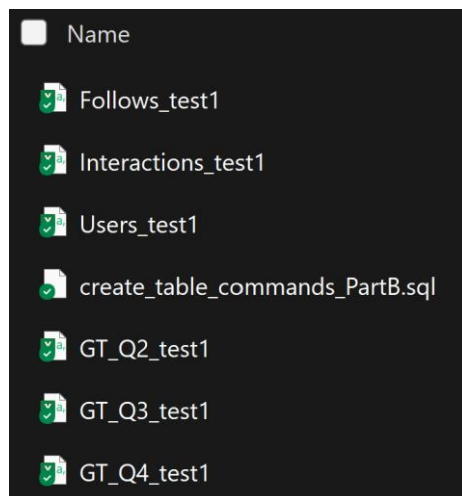 Name
Follows_test1
Interactions_test1
Users_test1
create_table_commands_PartB.sql
GT_Q2_test1
GT_Q3_test1
GT_Q4_test1